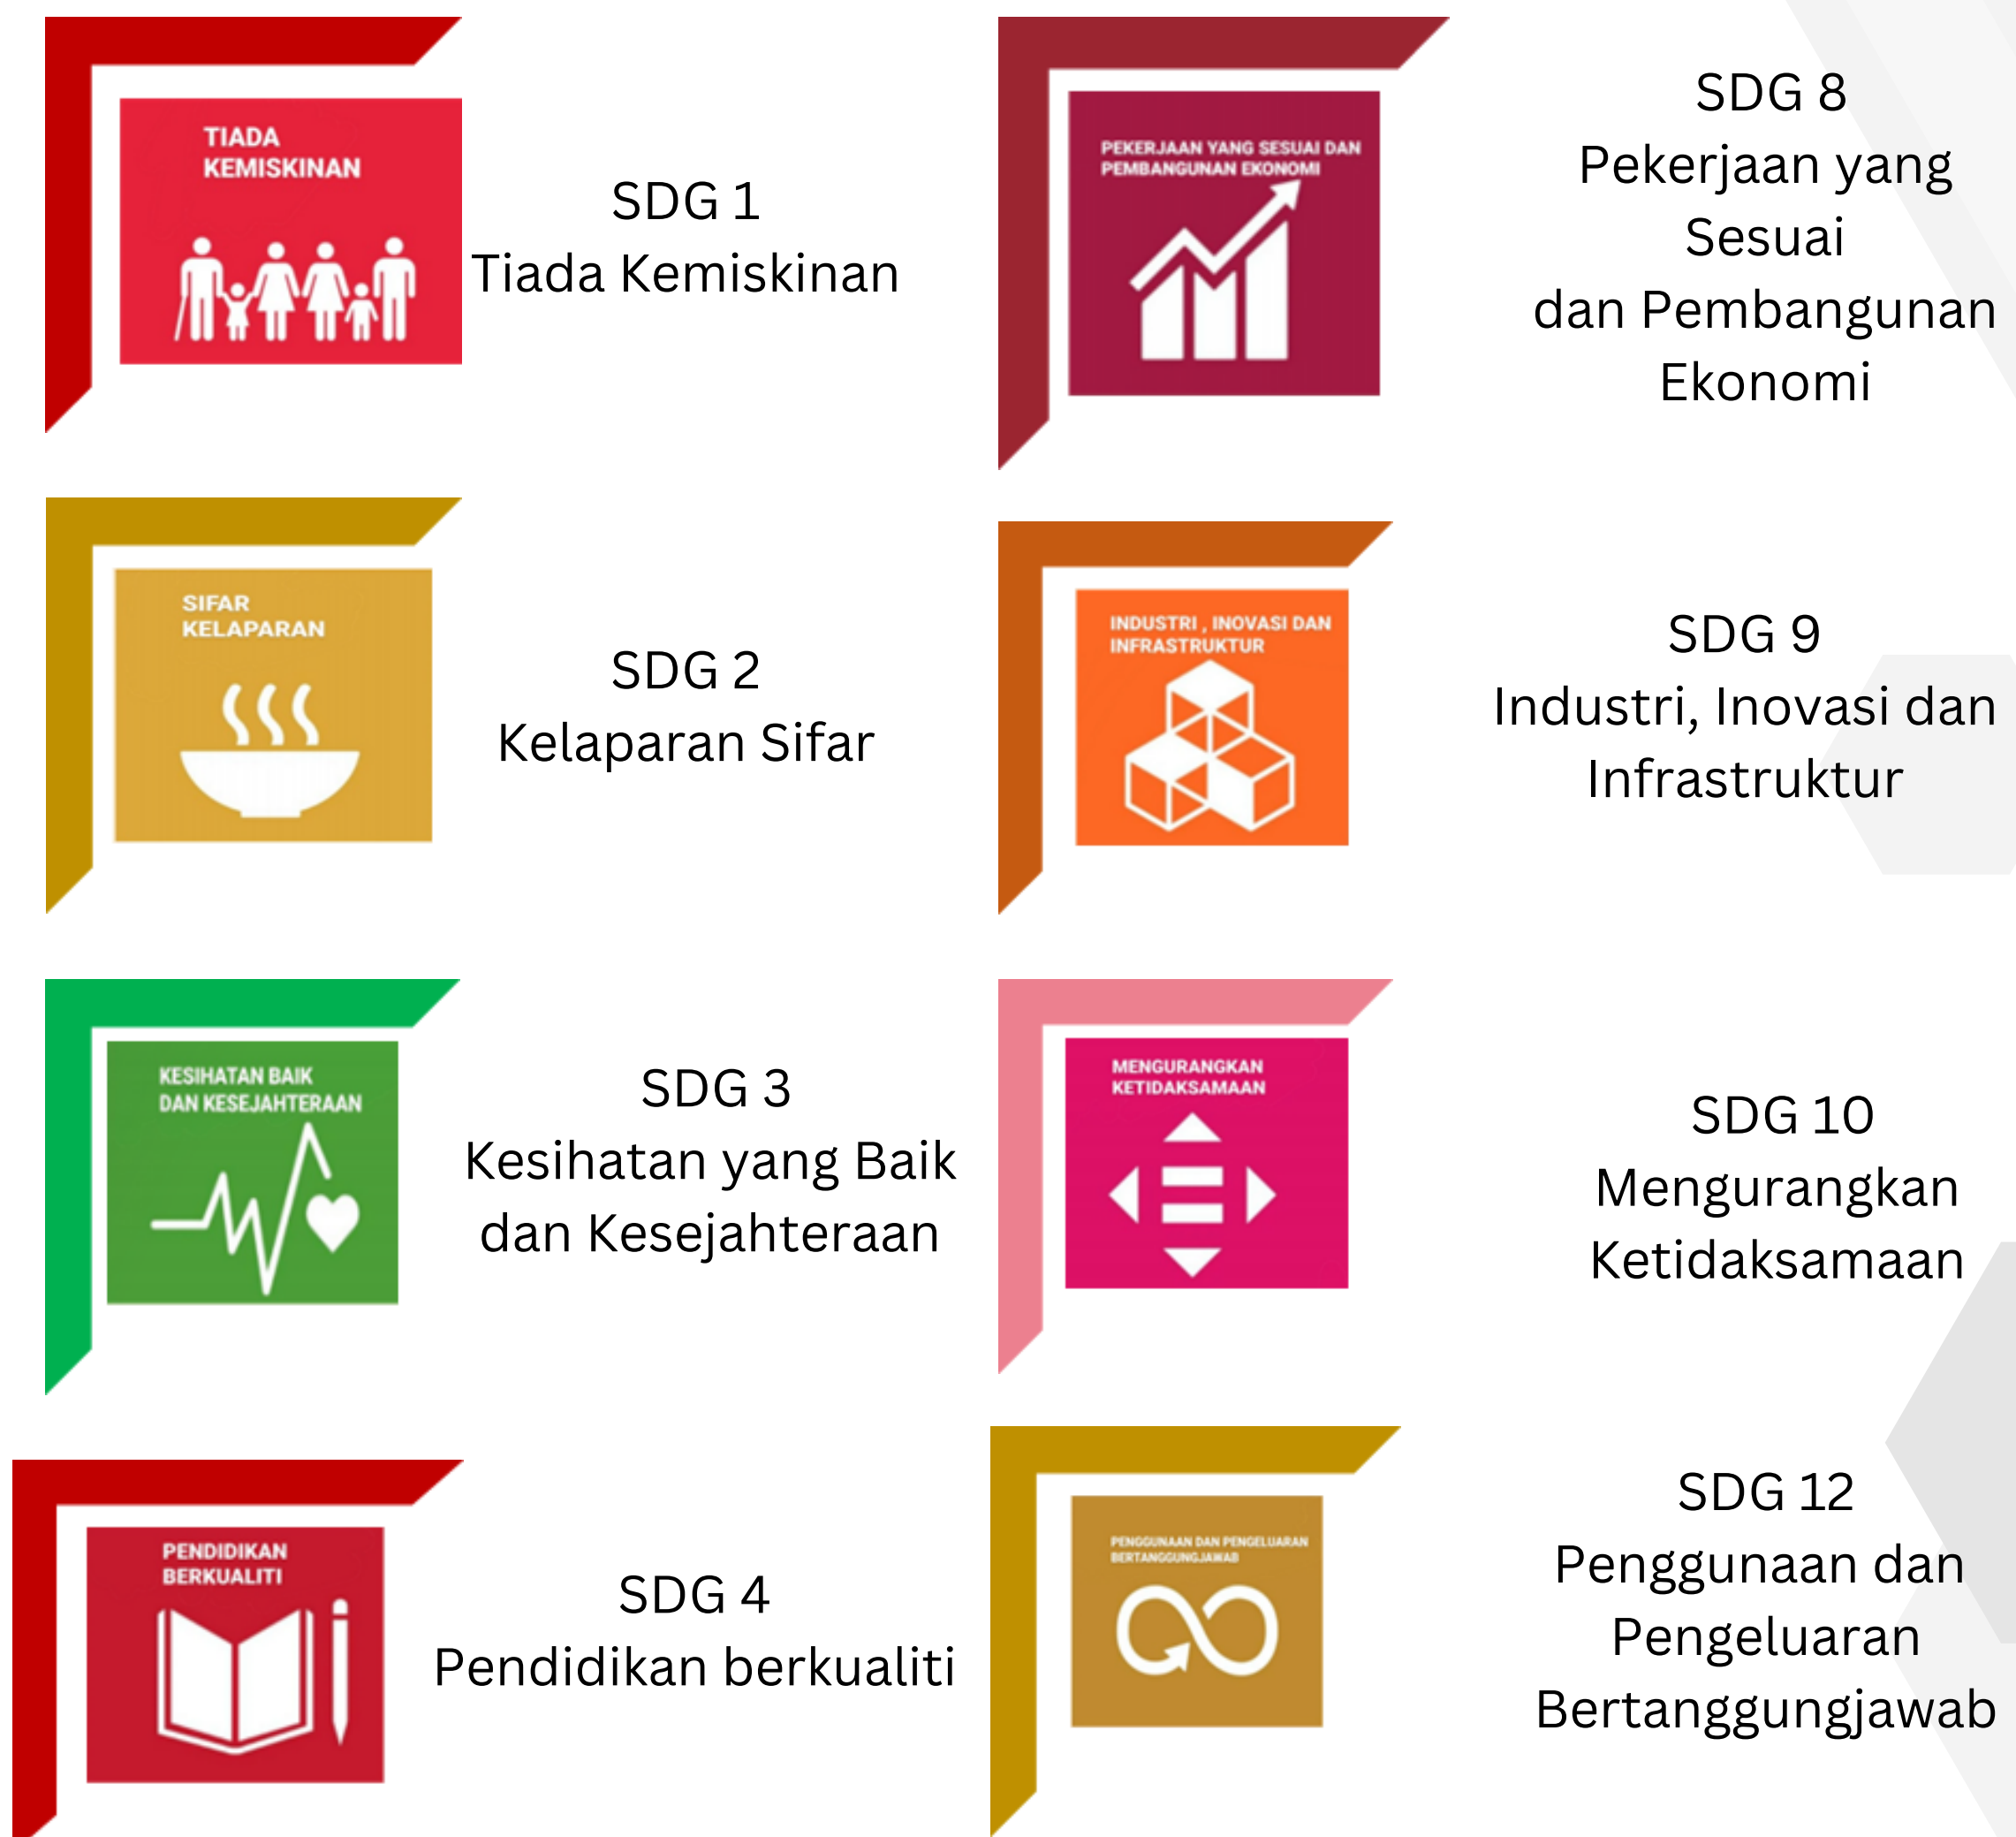 TIADA
KEMISKINAN
SDG 1
Tiada Kemiskinan
SIFAR
KELAPARAN
SDG 2
Kelaparan Sifar
KESIHATAN BAIK
DAN KESEJAHTERAAN
SDG 3
Kesihatan yang Baik
dan Kesejahteraan
PENDIDIKAN
BERKUALITI
SDG 4
Pendidikan berkualiti
PEKERJAAN YANG SESUAI DAN
PEMBANGUNAN EKONOMI
SDG 8
Pekerjaan yang
Sesuai
dan Pembangunan
Ekonomi
INDUSTRI , INOVASI DAN
INFRASTRUKTUR
SDG 9
Industri, Inovasi dan
Infrastruktur
MENGURANGKAN
KETIDAKSAMAAN
SDG 10
Mengurangkan
Ketidaksamaan
PENGGUNAAN DAN PENGELUARAN
BERTANGGUNGJAWAB
SDG 12
Penggunaan dan
Pengeluaran
Bertanggungjawab